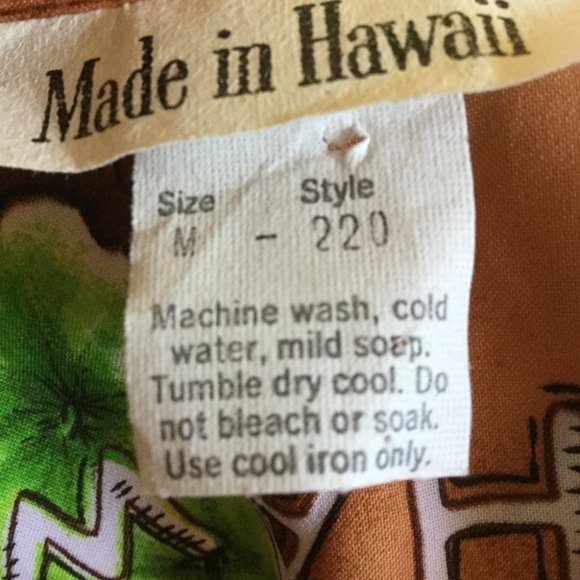 Made in Hawaii
Size Style
M - 220
Machine wash, cold
water, mild soap.
Tumble dry cool. Do
not bleach or soak.
Use cool iron only.